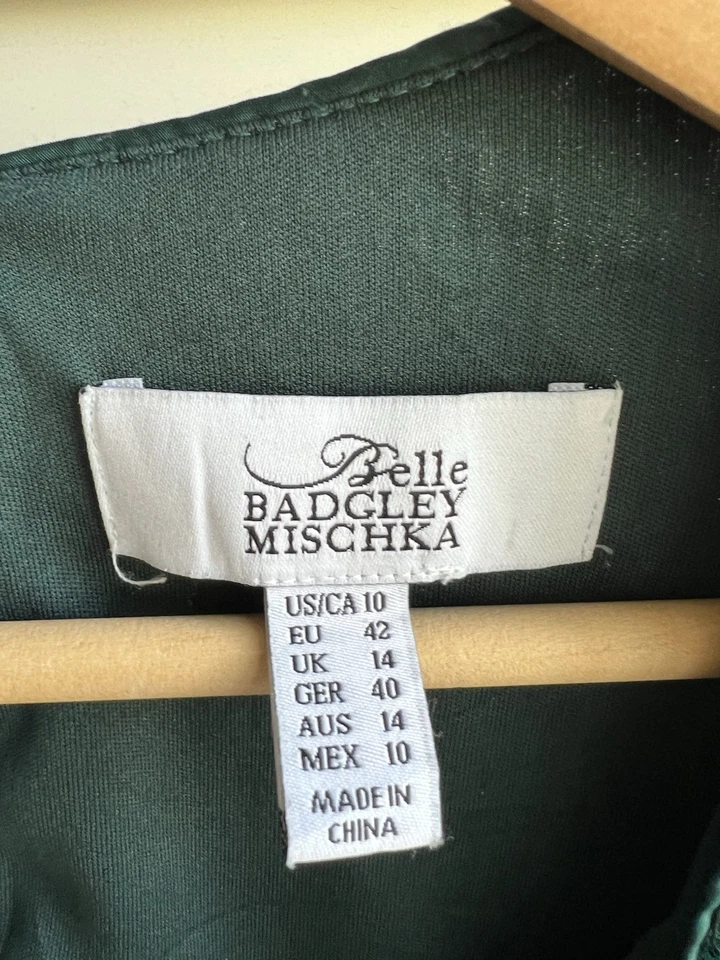 Belle
BADGLEY
MISCHKA
US/CA 10
EU 42
UK 14
GER 40
AUS 14
MEX 10
MADE IN
CHINA